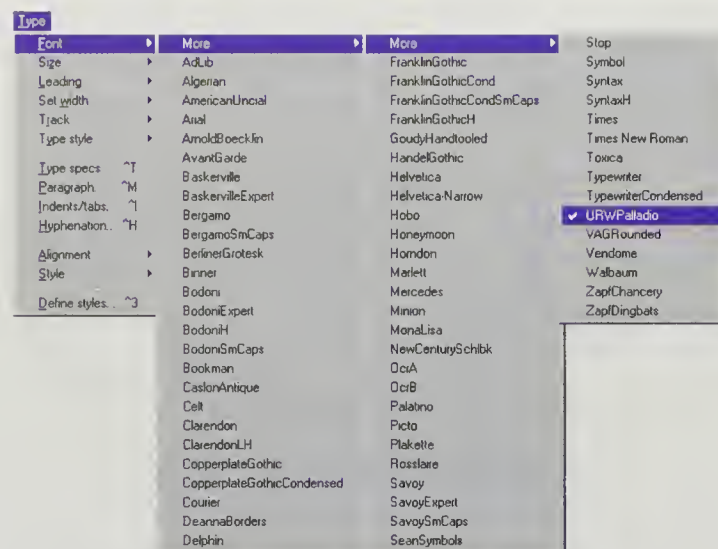 Type
Font
Size
Leading
Set width
Track
Type style
Type specs ^T
Paragraph. ^M
Indents/tabs. ^I
Hyphenation.. ^H
Alignment
Style
Define styles.. ^3
More
AdLib
Algerian
AmericanUncial
Arial
ArnoldBoecklin
AvantGarde
Baskerville
BaskervilleExpert
Bergamo
BergamoSmCaps
BerlinerGrotesk
Binner
Bodoni
BodoniExpert
BodoniH
BodoniSmCaps
Bookman
CaslonAntique
Celt
Clarendon
ClarendonLH
CopperplateGothic
CopperplateGothicCondensed
Courier
DeannaBorders
Delphin
More
FranklinGothic
FranklinGothicCond
FranklinGothicCondSmCaps
FranklinGothicH
GoudyHandtooled
HandelGothic
Helvetica
Helvetica-Narrow
Hobo
Honeymoon
Horndon
Marlett
Mercedes
Minion
MonaLisa
NewCenturySchlbk
OcrA
OcrB
Palatino
Picto
Plakette
Rosslaire
Savoy
SavoyExpert
SavoySmCaps
SeanSymbols
Stop
Symbol
Syntax
SyntaxH
Times
Times New Roman
Toxica
Typewriter
TypewriterCondensed
✓ URWPalladio
VAGRounded
Vendome
Walbaum
ZapfChancery
ZapfDingbats